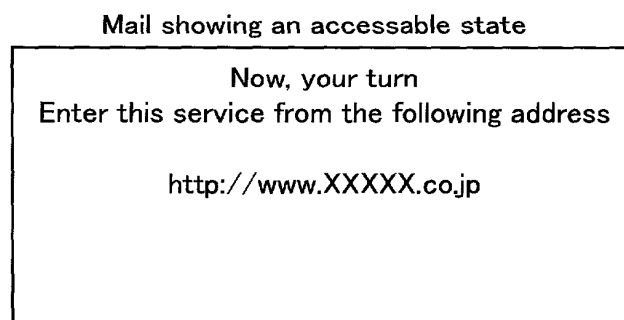 Mail showing an accessable state
Now, your turn
Enter this service from the following address
http://www.XXXXX.co.jp